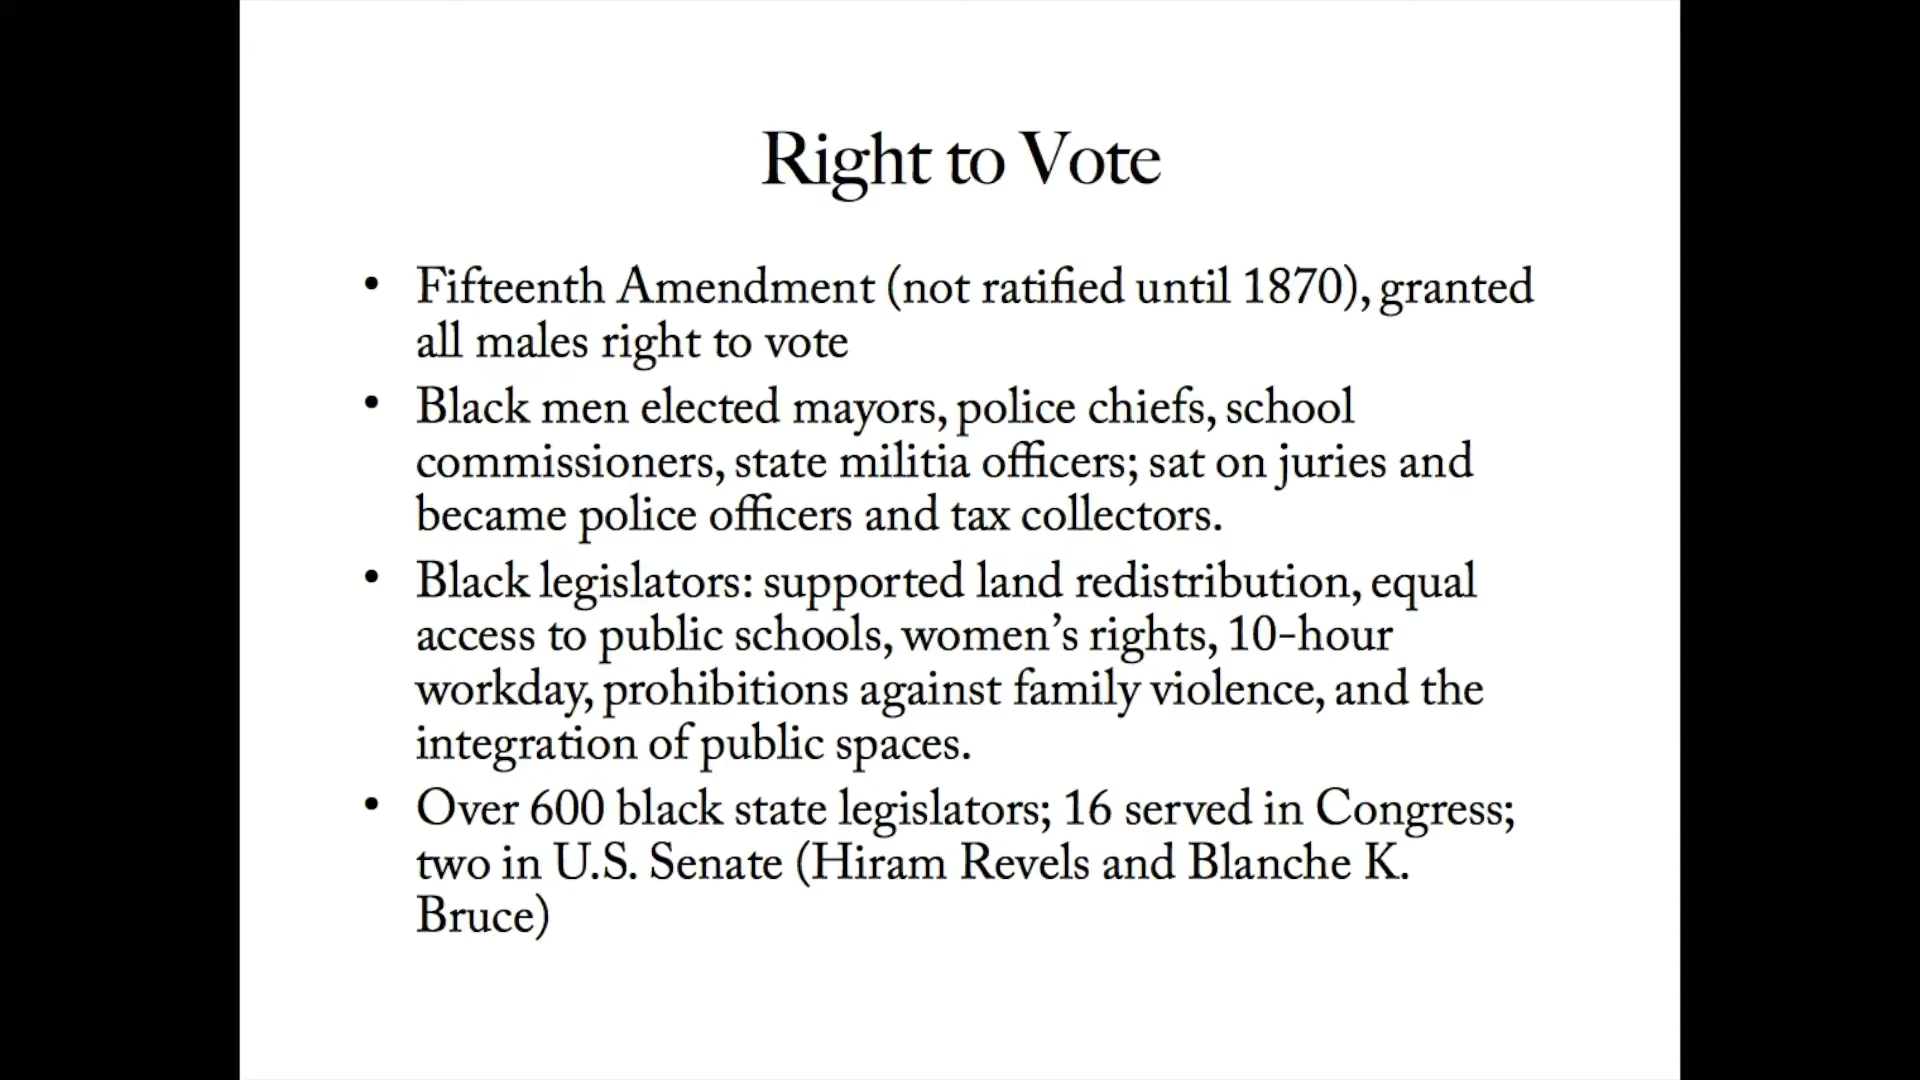 Right to Vote
• Fifteenth Amendment (not ratified until 1870), granted
all males right to vote
• Black men elected mayors, police chiefs, school
commissioners, state militia officers; sat on juries and
became police officers and tax collectors.
• Black legislators: supported land redistribution, equal
access to public schools, women’s rights, 10-hour
workday, prohibitions against family violence, and the
integration of public spaces.
• Over 600 black state legislators; 16 served in Congress;
two in U.S. Senate (Hiram Revels and Blanche K.
Bruce)